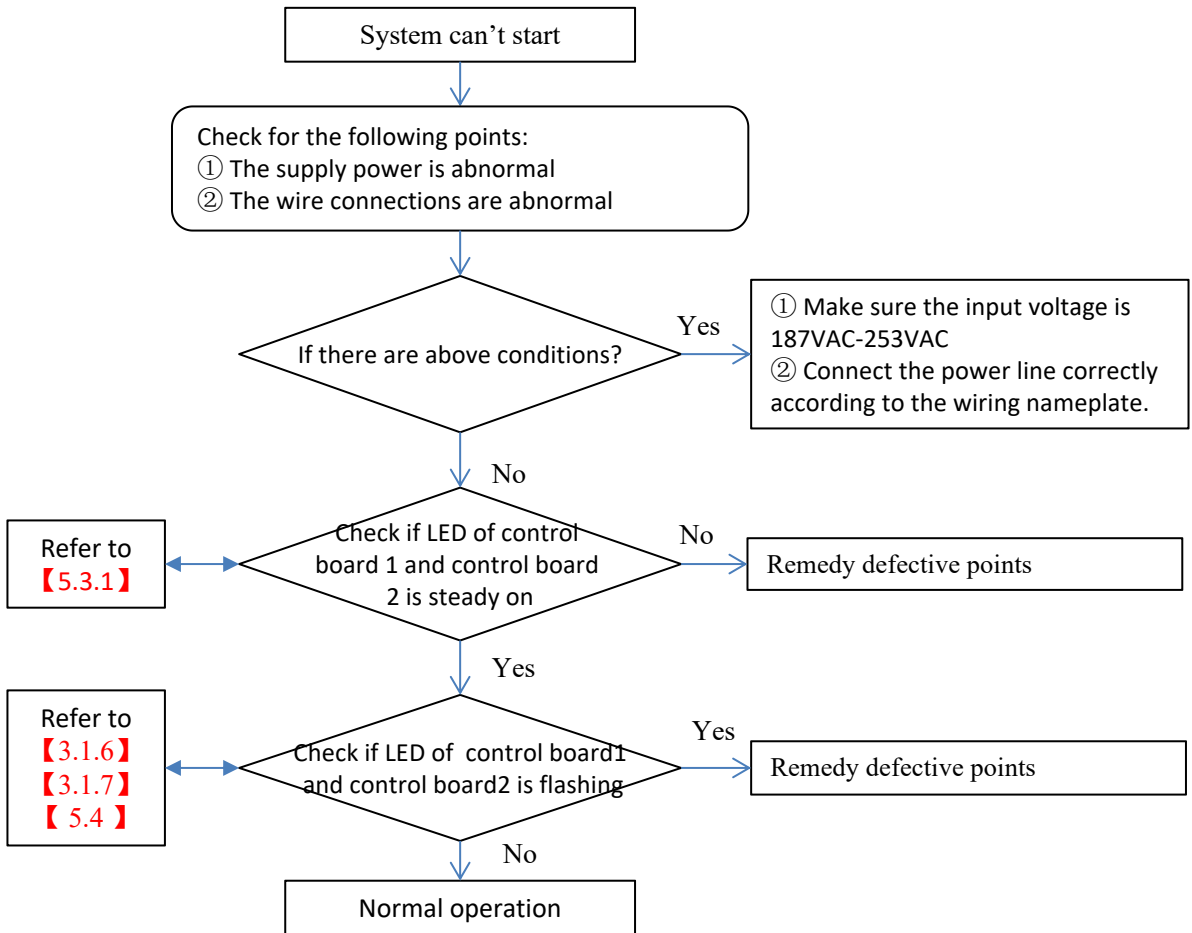 System can’t start
Check for the following points:
① The supply power is abnormal
② The wire connections are abnormal
If there are above conditions?
Yes
① Make sure the input voltage is
187VAC-253VAC
② Connect the power line correctly
according to the wiring nameplate.
No
Refer to
【5.3.1】
Check if LED of control
board 1 and control board
2 is steady on
No
Remedy defective points
Yes
Refer to
【3.1.6】
【3.1.7】
【 5.4 】
Check if LED of control board1
and control board2 is flashing
Yes
Remedy defective points
No
Normal operation